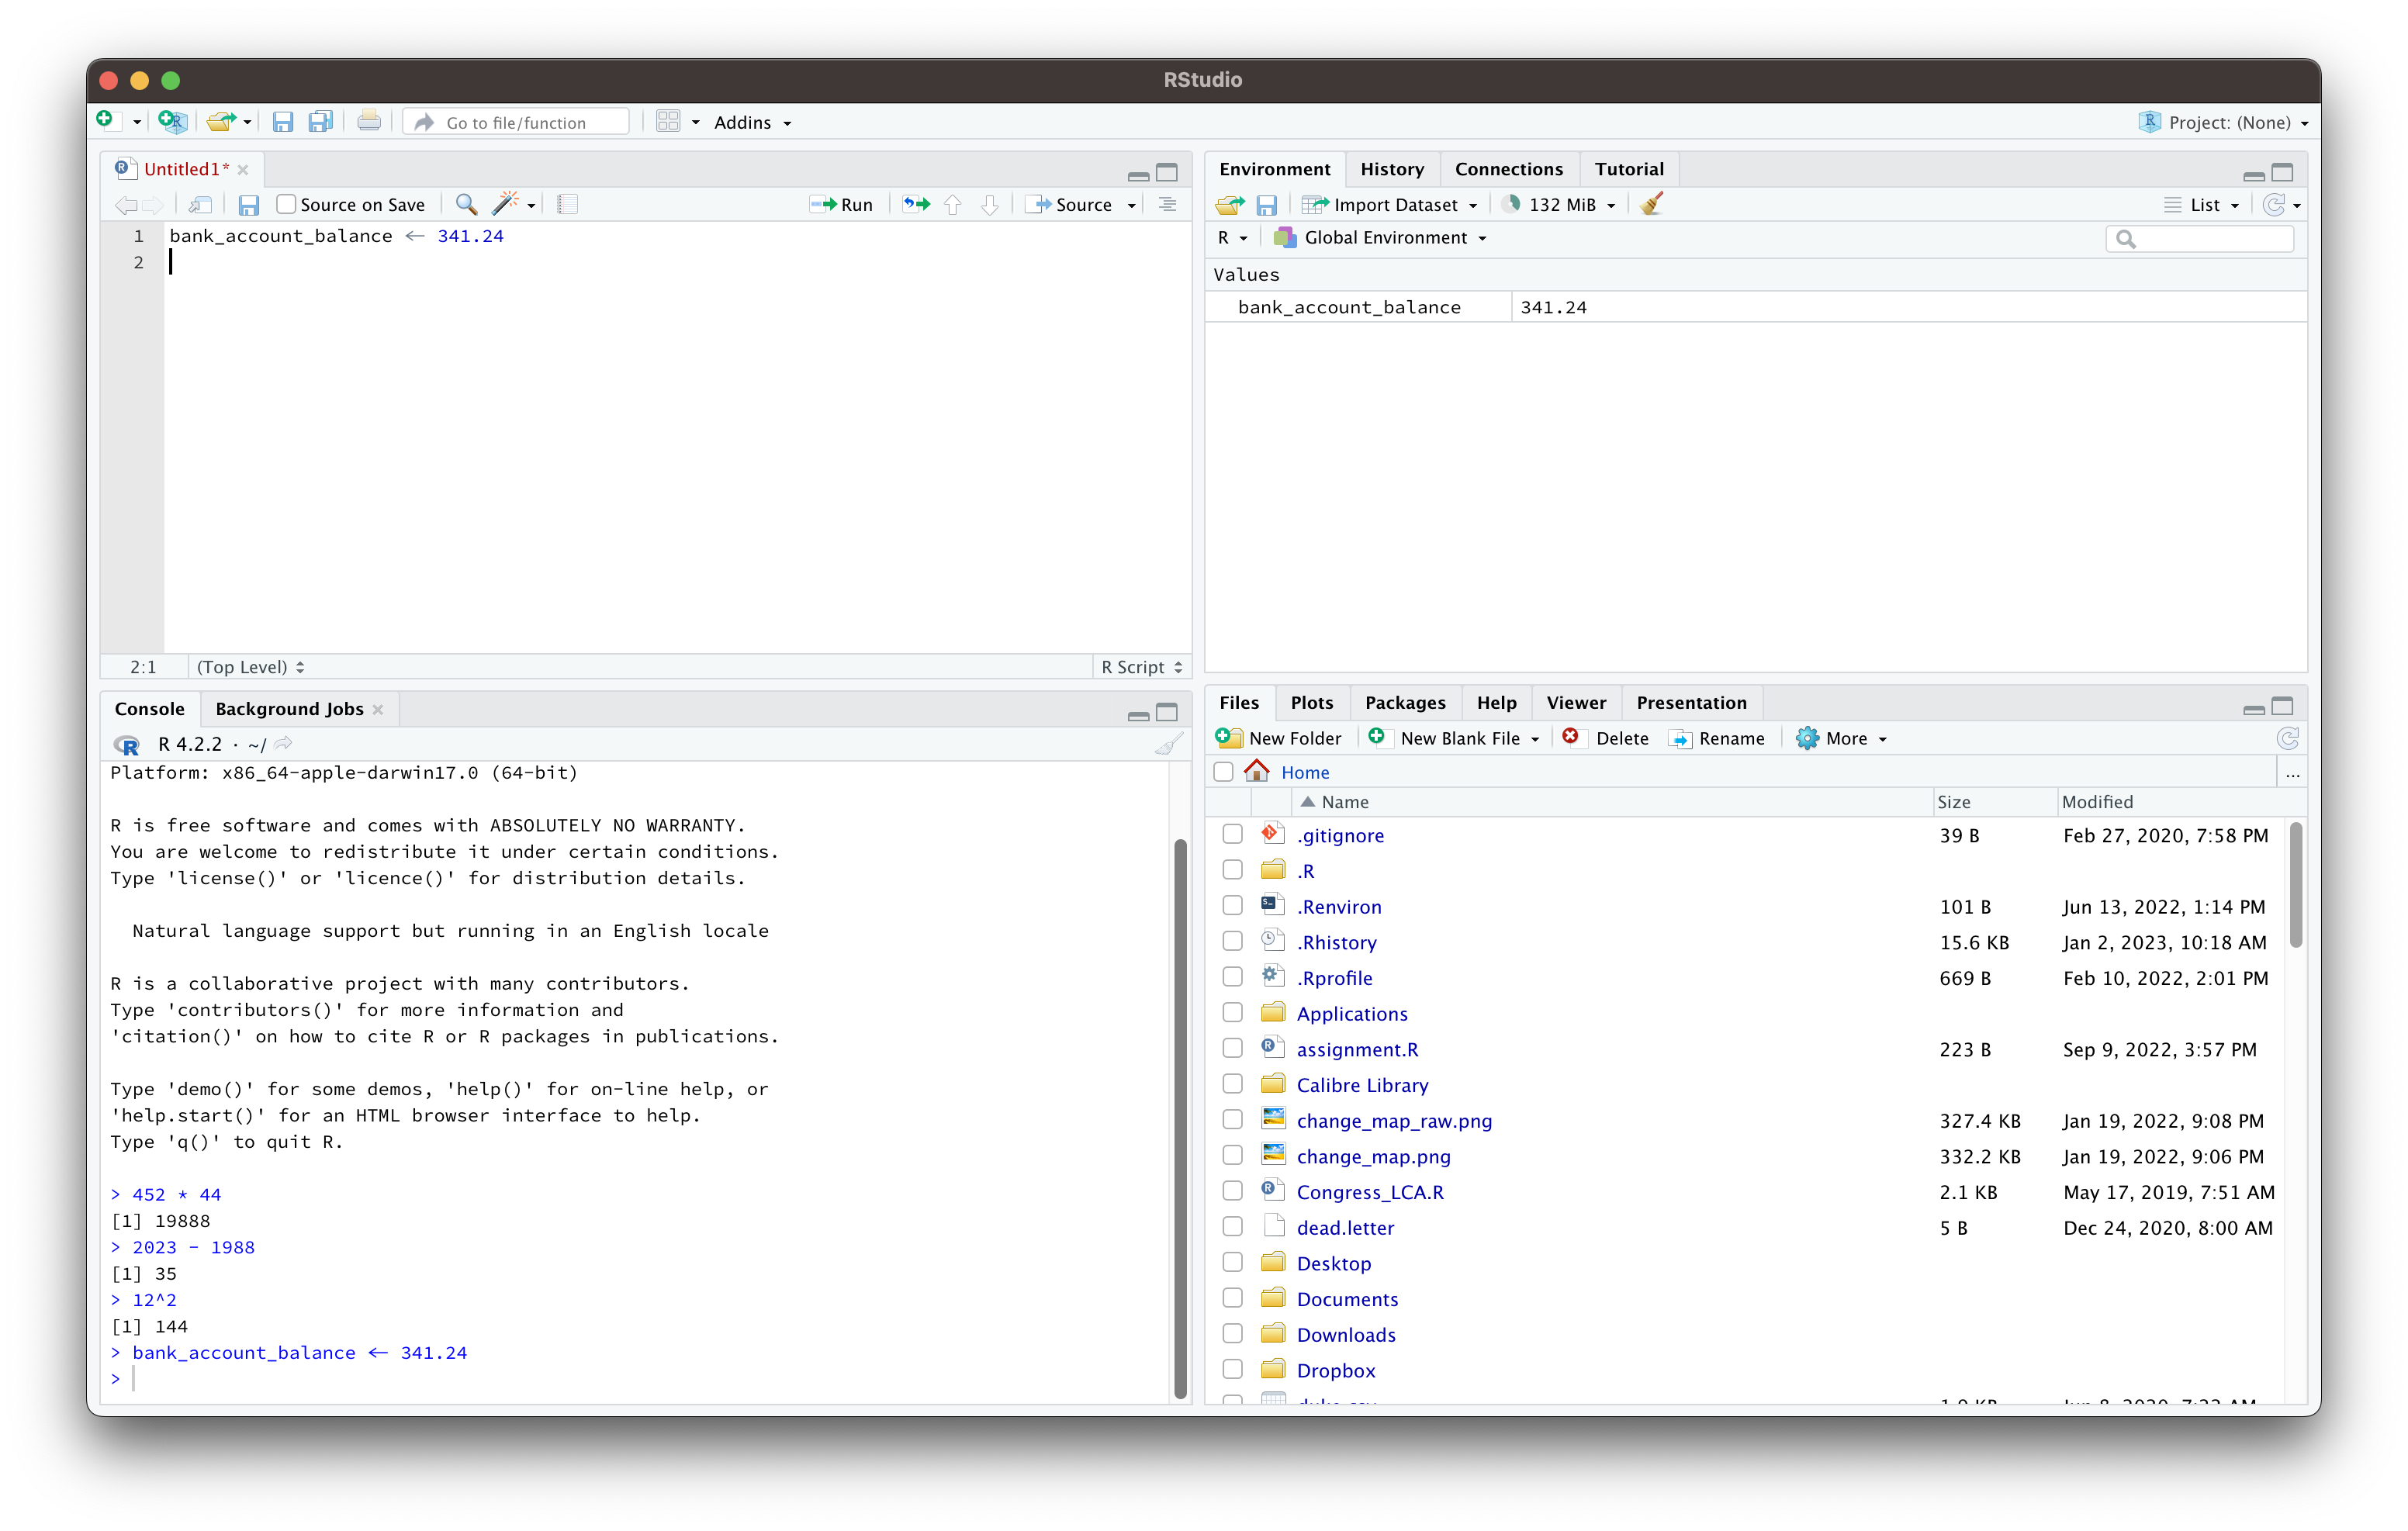 RStudio
Go to file/function
Addins
Project: (None)
Untitled1*
Source on Save
Run
Source
1 bank_account_balance ← 341.24
2
2:1 (Top Level) R Script
Environment History Connections Tutorial
Import Dataset 132 MiB List
R Global Environment
Values
bank_account_balance 341.24
Console Background Jobs
R 4.2.2 · ~/
Platform: x86_64-apple-darwin17.0 (64-bit)
R is free software and comes with ABSOLUTELY NO WARRANTY.
You are welcome to redistribute it under certain conditions.
Type 'license()' or 'licence()' for distribution details.
Natural language support but running in an English locale
R is a collaborative project with many contributors.
Type 'contributors()' for more information and
'citation()' on how to cite R or R packages in publications.
Type 'demo()' for some demos, 'help()' for on-line help, or
'help.start()' for an HTML browser interface to help.
Type 'q()' to quit R.
> 452 * 44
[1] 19888
> 2023 - 1988
[1] 35
> 12^2
[1] 144
> bank_account_balance ← 341.24
>
Files Plots Packages Help Viewer Presentation
New Folder New Blank File Delete Rename More
Home ...
Name Size Modified
.gitignore 39 B Feb 27, 2020, 7:58 PM
.R
.Renviron 101 B Jun 13, 2022, 1:14 PM
.Rhistory 15.6 KB Jan 2, 2023, 10:18 AM
.Rprofile 669 B Feb 10, 2022, 2:01 PM
Applications
assignment.R 223 B Sep 9, 2022, 3:57 PM
Calibre Library
change_map_raw.png 327.4 KB Jan 19, 2022, 9:08 PM
change_map.png 332.2 KB Jan 19, 2022, 9:06 PM
Congress_LCA.R 2.1 KB May 17, 2019, 7:51 AM
dead.letter 5 B Dec 24, 2020, 8:00 AM
Desktop
Documents
Downloads
Dropbox